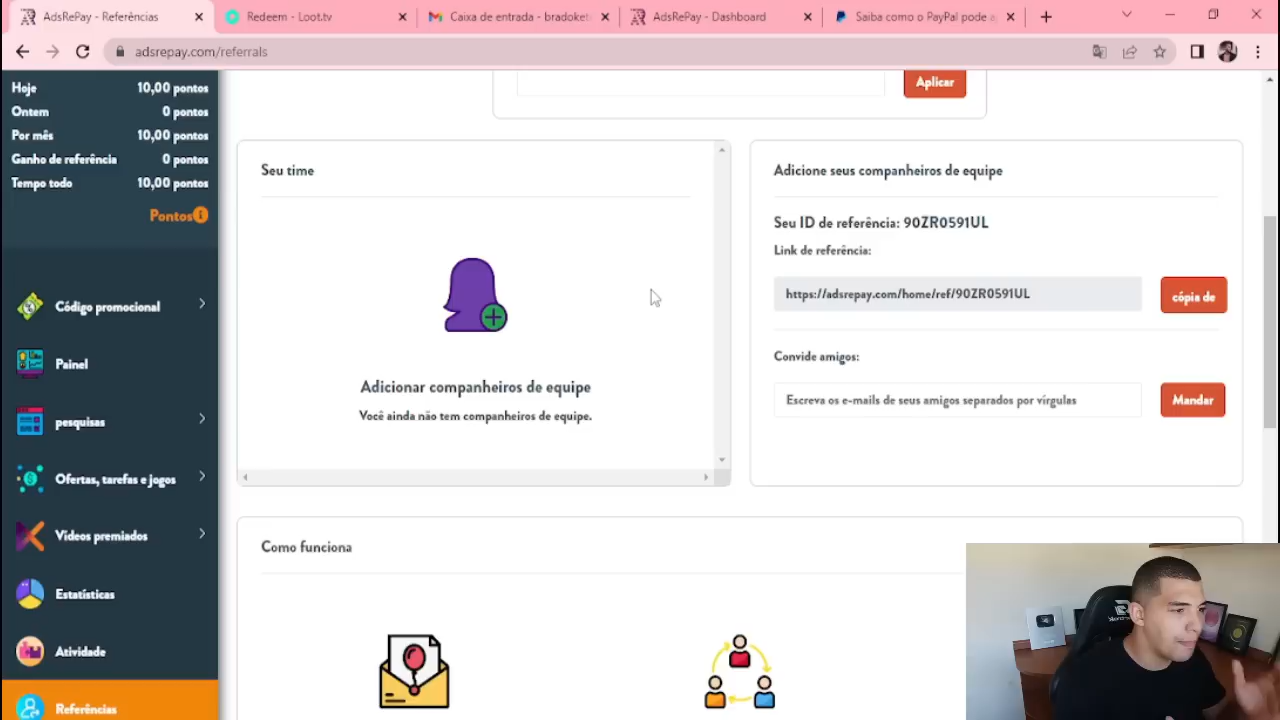 AdsRePay - Referências
Redeem - Loot.tv
Caixa de entrada - bradoket
AdsRePay - Dashboard
Saiba como o PayPal pode a
adsrepay.com/referrals
Hoje 10,00 pontos
Ontem 0 pontos
Por mês 10,00 pontos
Ganho de referência 0 pontos
Tempo todo 10,00 pontos
Pontos
Código promocional
Painel
pesquisas
Ofertas, tarefas e jogos
Vídeos premiados
Estatísticas
Atividade
Referências
Aplicar
Seu time
Adicionar companheiros de equipe
Você ainda não tem companheiros de equipe.
Adicione seus companheiros de equipe
Seu ID de referência: 90ZR0591UL
Link de referência:
https://adsrepay.com/home/ref/90ZR0591UL
cópia de
Convide amigos:
Escreva os e-mails de seus amigos separados por vírgulas
Mandar
Como funciona